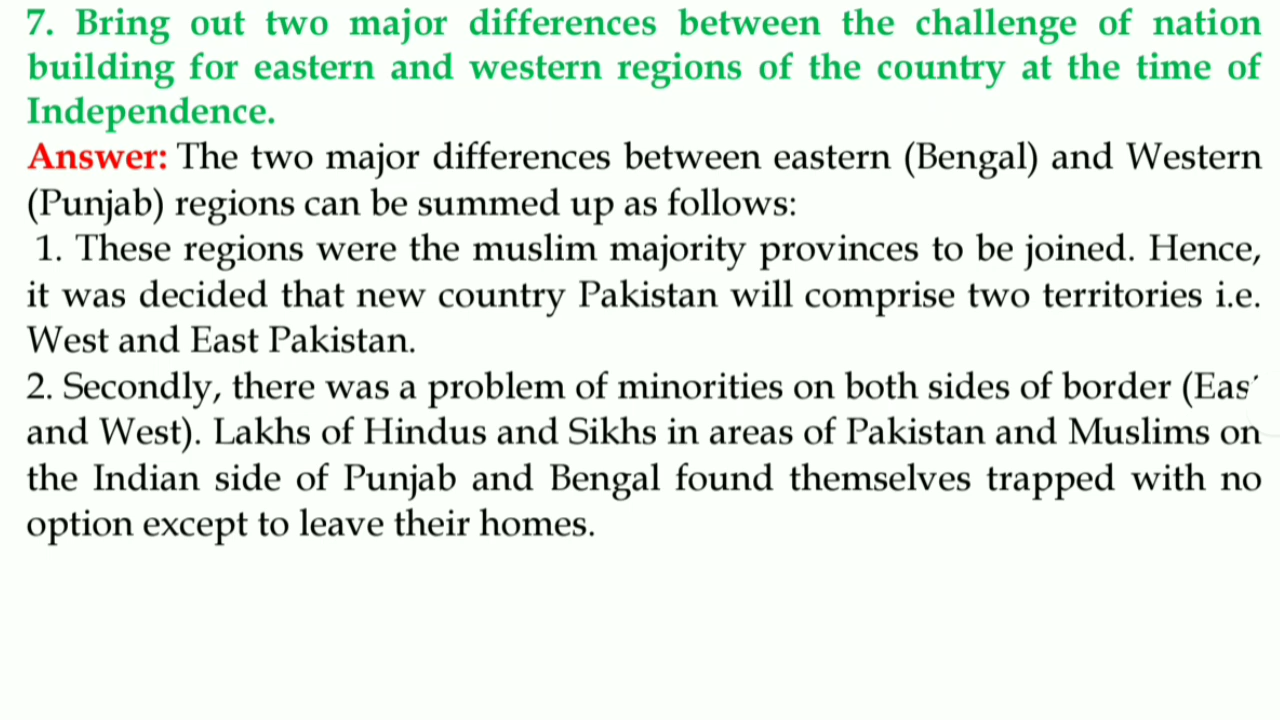 7. Bring out two major differences between the challenge of nation
building for eastern and western regions of the country at the time of
Independence.
Answer: The two major differences between eastern (Bengal) and Western
(Punjab) regions can be summed up as follows:
1. These regions were the muslim majority provinces to be joined. Hence,
it was decided that new country Pakistan will comprise two territories i.e.
West and East Pakistan.
2. Secondly, there was a problem of minorities on both sides of border (Eas´
and West). Lakhs of Hindus and Sikhs in areas of Pakistan and Muslims on
the Indian side of Punjab and Bengal found themselves trapped with no
option except to leave their homes.